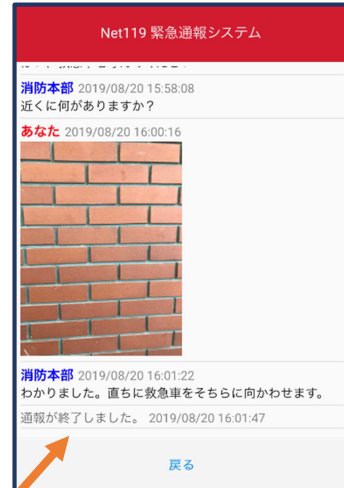 Net119 緊急通報システム
消防本部 2019/08/20 15:58:08
近くに何がありますか？
あなた 2019/08/20 16:00:16
消防本部 2019/08/20 16:01:22
わかりました。直ちに救急車をそちらに向かわせます。
通報が終了しました。 2019/08/20 16:01:47
戻る